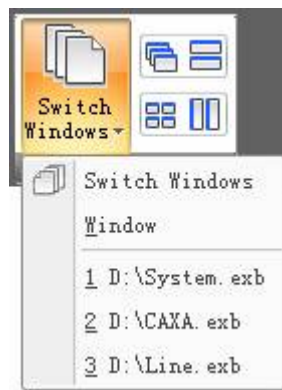 Switch
Windows
Switch Windows
Window
1 D:\System.exb
2 D:\CAXA.exb
3 D:\Line.exb